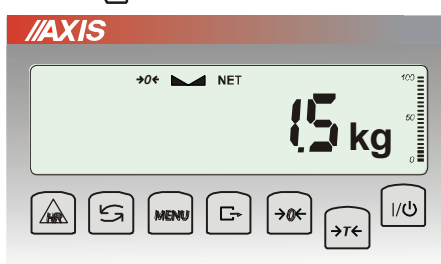 //AXIS
→0← NET
100
1.5 kg
50
0
HR MENU →0← →T← I/⏻